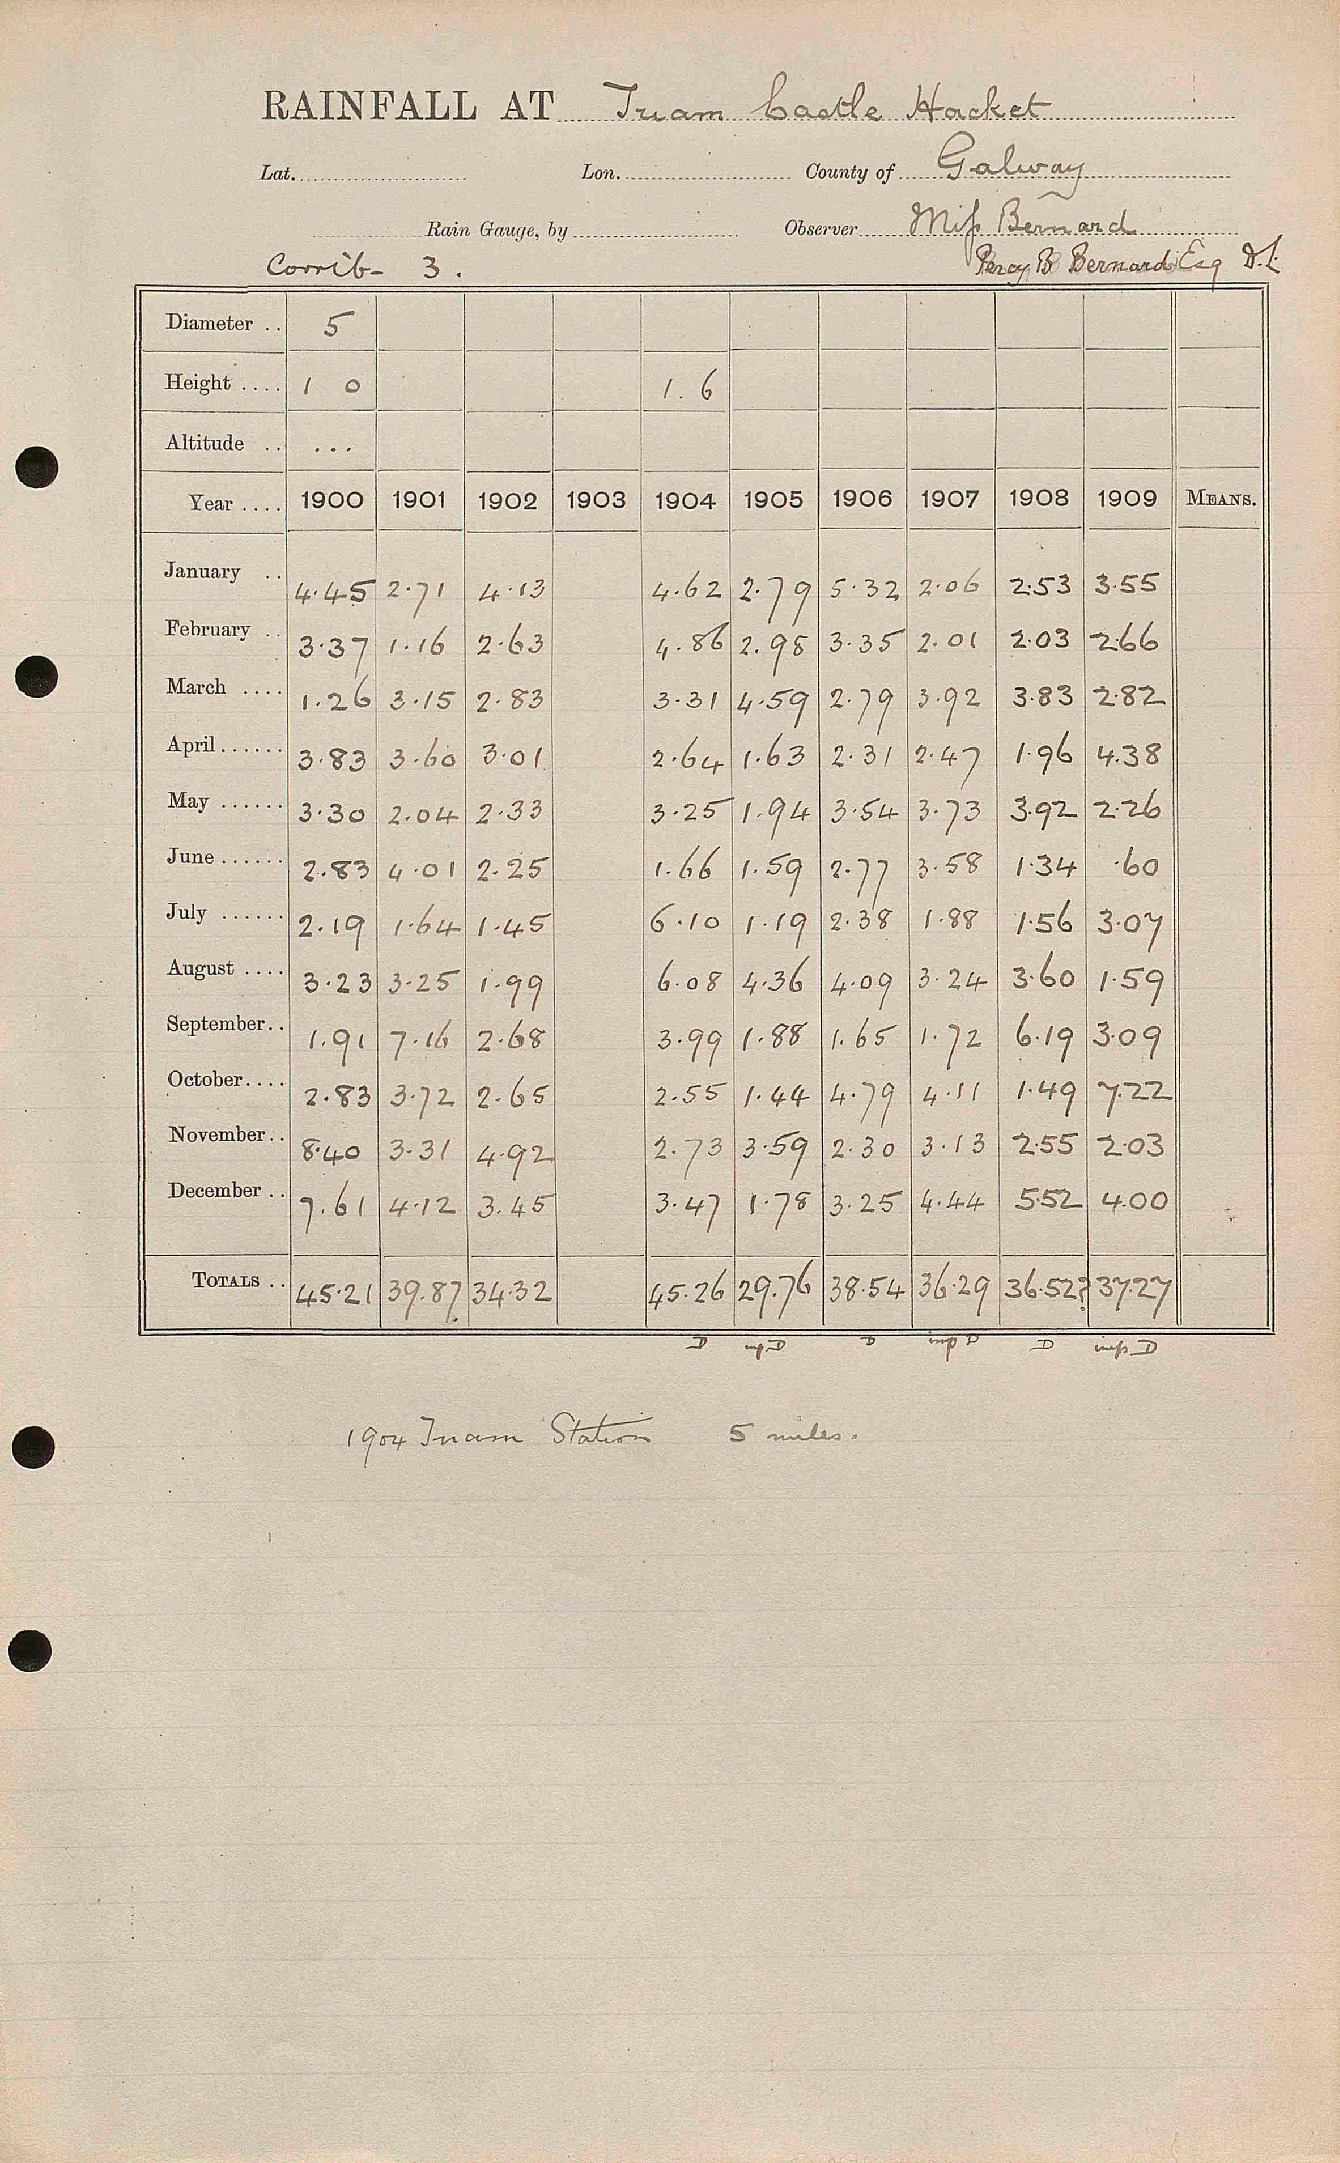 RAINFALL AT Tuam Castle Hacket
Lat. Lon. County of Galway
Rain Gauge, by Observer Miss Bernard
Corrib- 3. Percy B Bernard Esq D.L.
Diameter .. 5
Height .... 1 0 1.6
Altitude .. ...
Year .... 1900 1901 1902 1903 1904 1905 1906 1907 1908 1909 MEANS.
January .. 4.45 2.71 4.13 4.62 2.79 5.32 2.06 2.53 3.55
February .. 3.37 1.16 2.63 4.86 2.98 3.35 2.01 2.03 2.66
March .... 1.26 3.15 2.83 3.31 4.59 2.79 3.92 3.83 2.82
April ...... 3.83 3.60 3.01 2.64 1.63 2.31 2.47 1.96 4.38
May ...... 3.30 2.04 2.33 3.25 1.94 3.54 3.73 3.92 2.26
June ...... 2.83 4.01 2.25 1.66 1.59 2.77 3.58 1.34 .60
July ...... 2.19 1.64 1.45 6.10 1.19 2.38 1.88 1.56 3.07
August .... 3.23 3.25 1.99 6.08 4.36 4.09 3.24 3.60 1.59
September.. 1.91 7.16 2.68 3.99 1.88 1.65 1.72 6.19 3.09
October.... 2.83 3.72 2.65 2.55 1.44 4.79 4.11 1.49 7.22
November.. 8.40 3.31 4.92 2.73 3.59 2.30 3.13 2.55 2.03
December .. 7.61 4.12 3.45 3.47 1.78 3.25 4.44 5.52 4.00
TOTALS .. 45.21 39.87 34.32 45.26 29.76 38.54 36.29 36.52? 37.27
D imp D D imp D D imp D
1904 Tuam Station 5 miles.